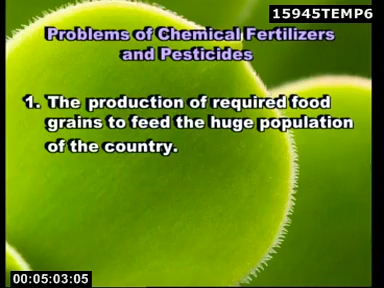 15945TEMP6
Problems of Chemical Fertilizers
and Pesticides
1. The production of required food
grains to feed the huge population
of the country.
00:05:03:05